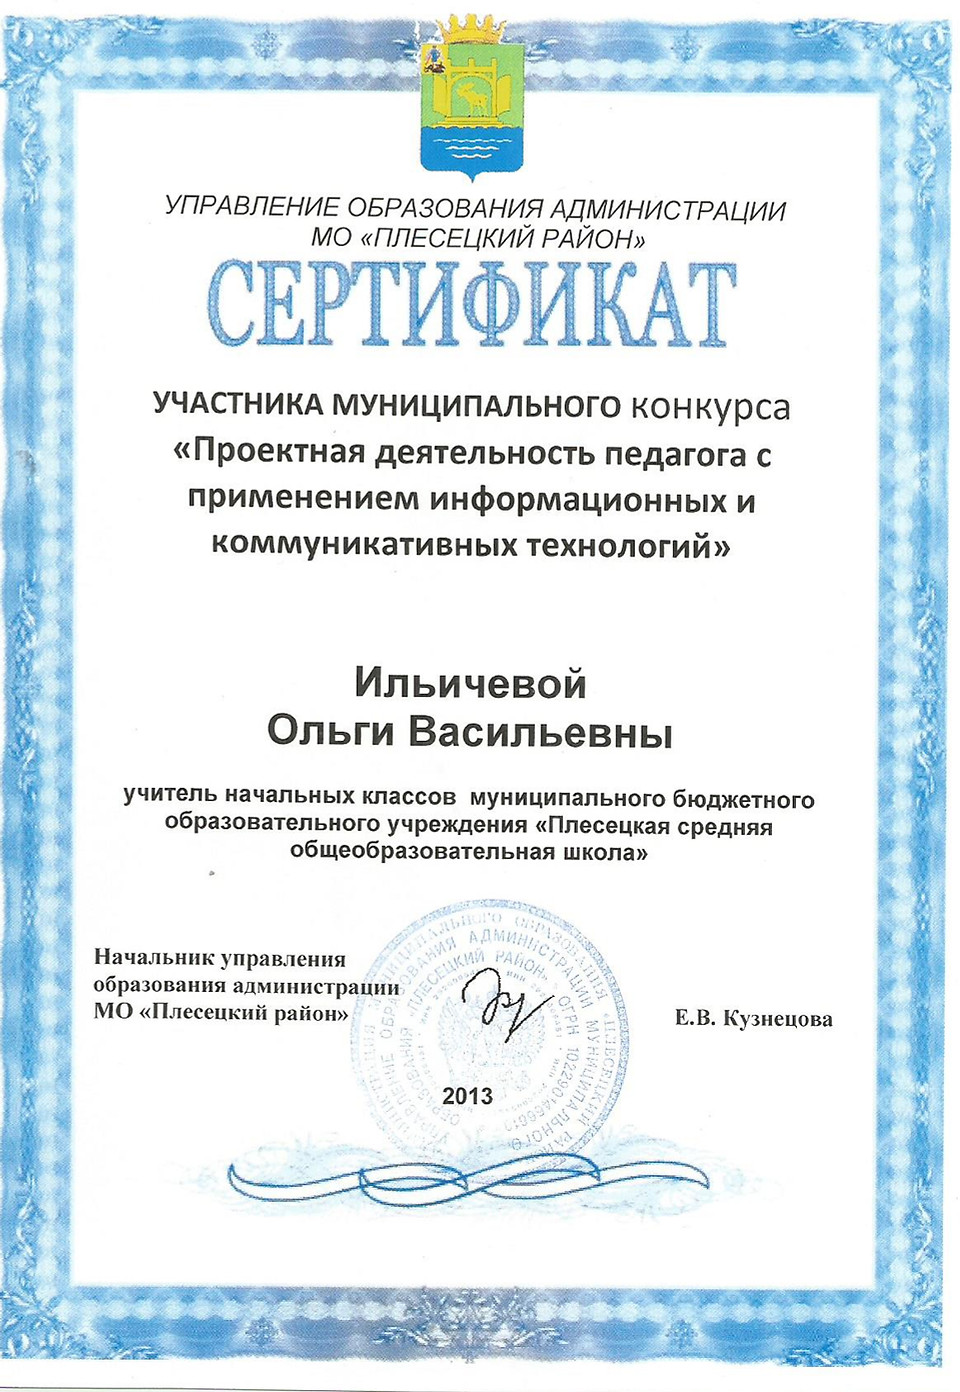 УПРАВЛЕНИЕ ОБРАЗОВАНИЯ АДМИНИСТРАЦИИ
МО «ПЛЕСЕЦКИЙ РАЙОН»
СЕРТИФИКАТ
УЧАСТНИКА МУНИЦИПАЛЬНОГО конкурса
«Проектная деятельность педагога с
применением информационных и
коммуникативных технологий»
Ильичевой
Ольги Васильевны
учитель начальных классов муниципального бюджетного
образовательного учреждения «Плесецкая средняя
общеобразовательная школа»
Начальник управления
образования администрации
МО «Плесецкий район»
Е.В. Кузнецова
2013
УПРАВЛЕНИЕ ОБРАЗОВАНИЯ АДМИНИСТРАЦИИ МУНИЦИПАЛЬНОГО
ОБРАЗОВАНИЯ «ПЛЕСЕЦКИЙ РАЙОН» ОГРН